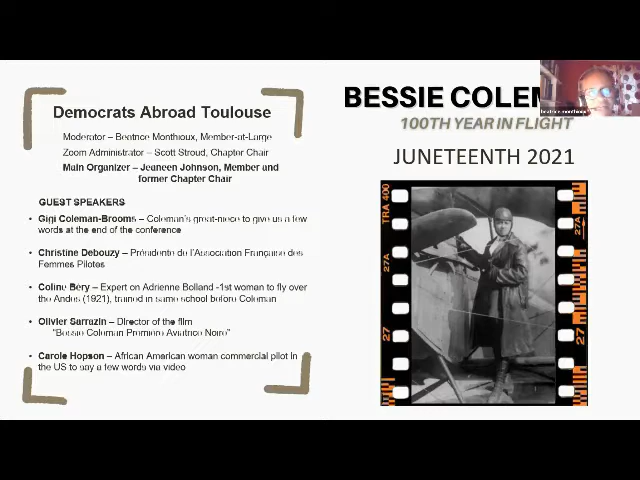 Democrats Abroad Toulouse
Moderator – Beatrice Monthioux, Member-at-Large
Zoom Administrator – Scott Stroud, Chapter Chair
Main Organizer – Jeaneen Johnson, Member and
former Chapter Chair
GUEST SPEAKERS
• Gigi Coleman-Brooms – Coleman's great-niece to give us a few
words at the end of the conference
• Christine Debouzy – Présidente de l'Association Française des
Femmes Pilotes
• Coline Béry – Expert on Adrienne Bolland -1st woman to fly over
the Andes (1921), trained in same school before Coleman
• Olivier Sarrazin – Director of the film
"Bessie Coleman Première Aviatrice Noire"
• Carole Hopson – African American woman commercial pilot in
the US to say a few words via video
BESSIE COLEM
100TH YEAR IN FLIGHT
JUNETEENTH 2021
beatrice monthioux
TRA 400
27A
27
27A
27